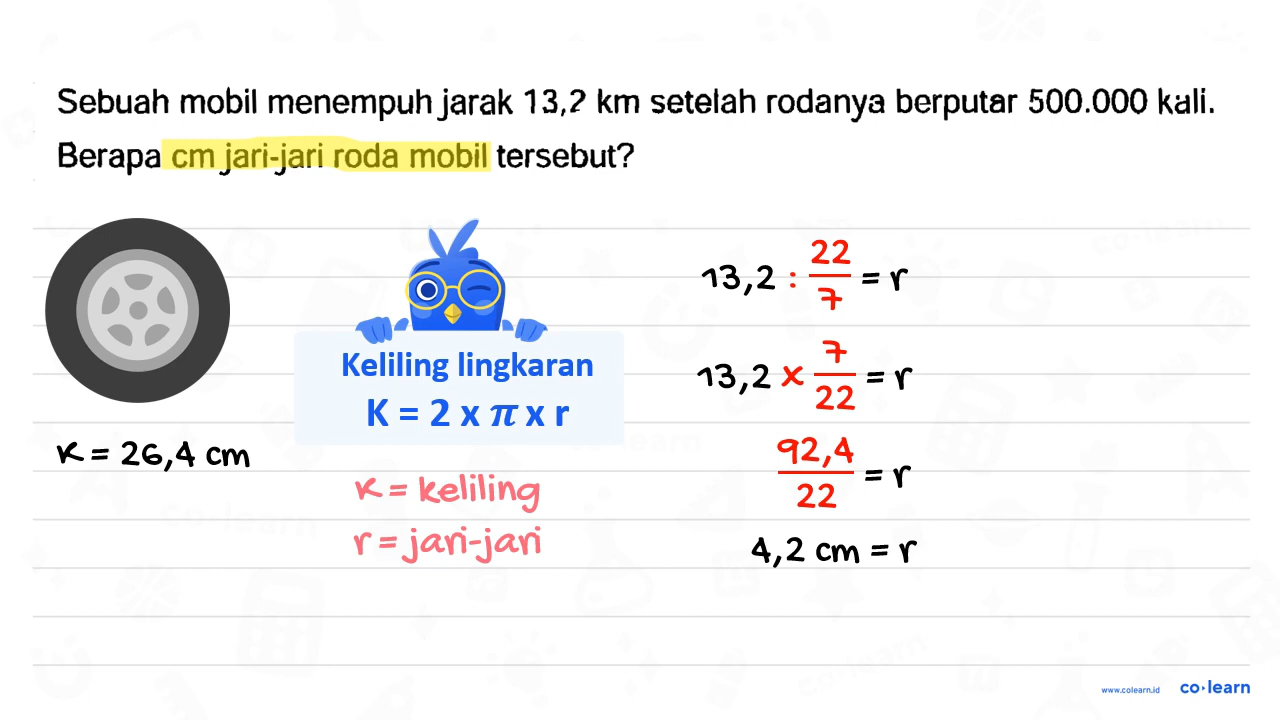 Sebuah mobil menempuh jarak 13,2 km setelah rodanya berputar 500.000 kali.
Berapa cm jari-jari roda mobil tersebut?
Keliling lingkaran
K = 2 x π x r
K = 26,4 cm
K = keliling
r = jari-jari
13,2 : 22/7 = r
13,2 x 7/22 = r
92,4/22 = r
4,2 cm = r
www.colearn.id
co·learn